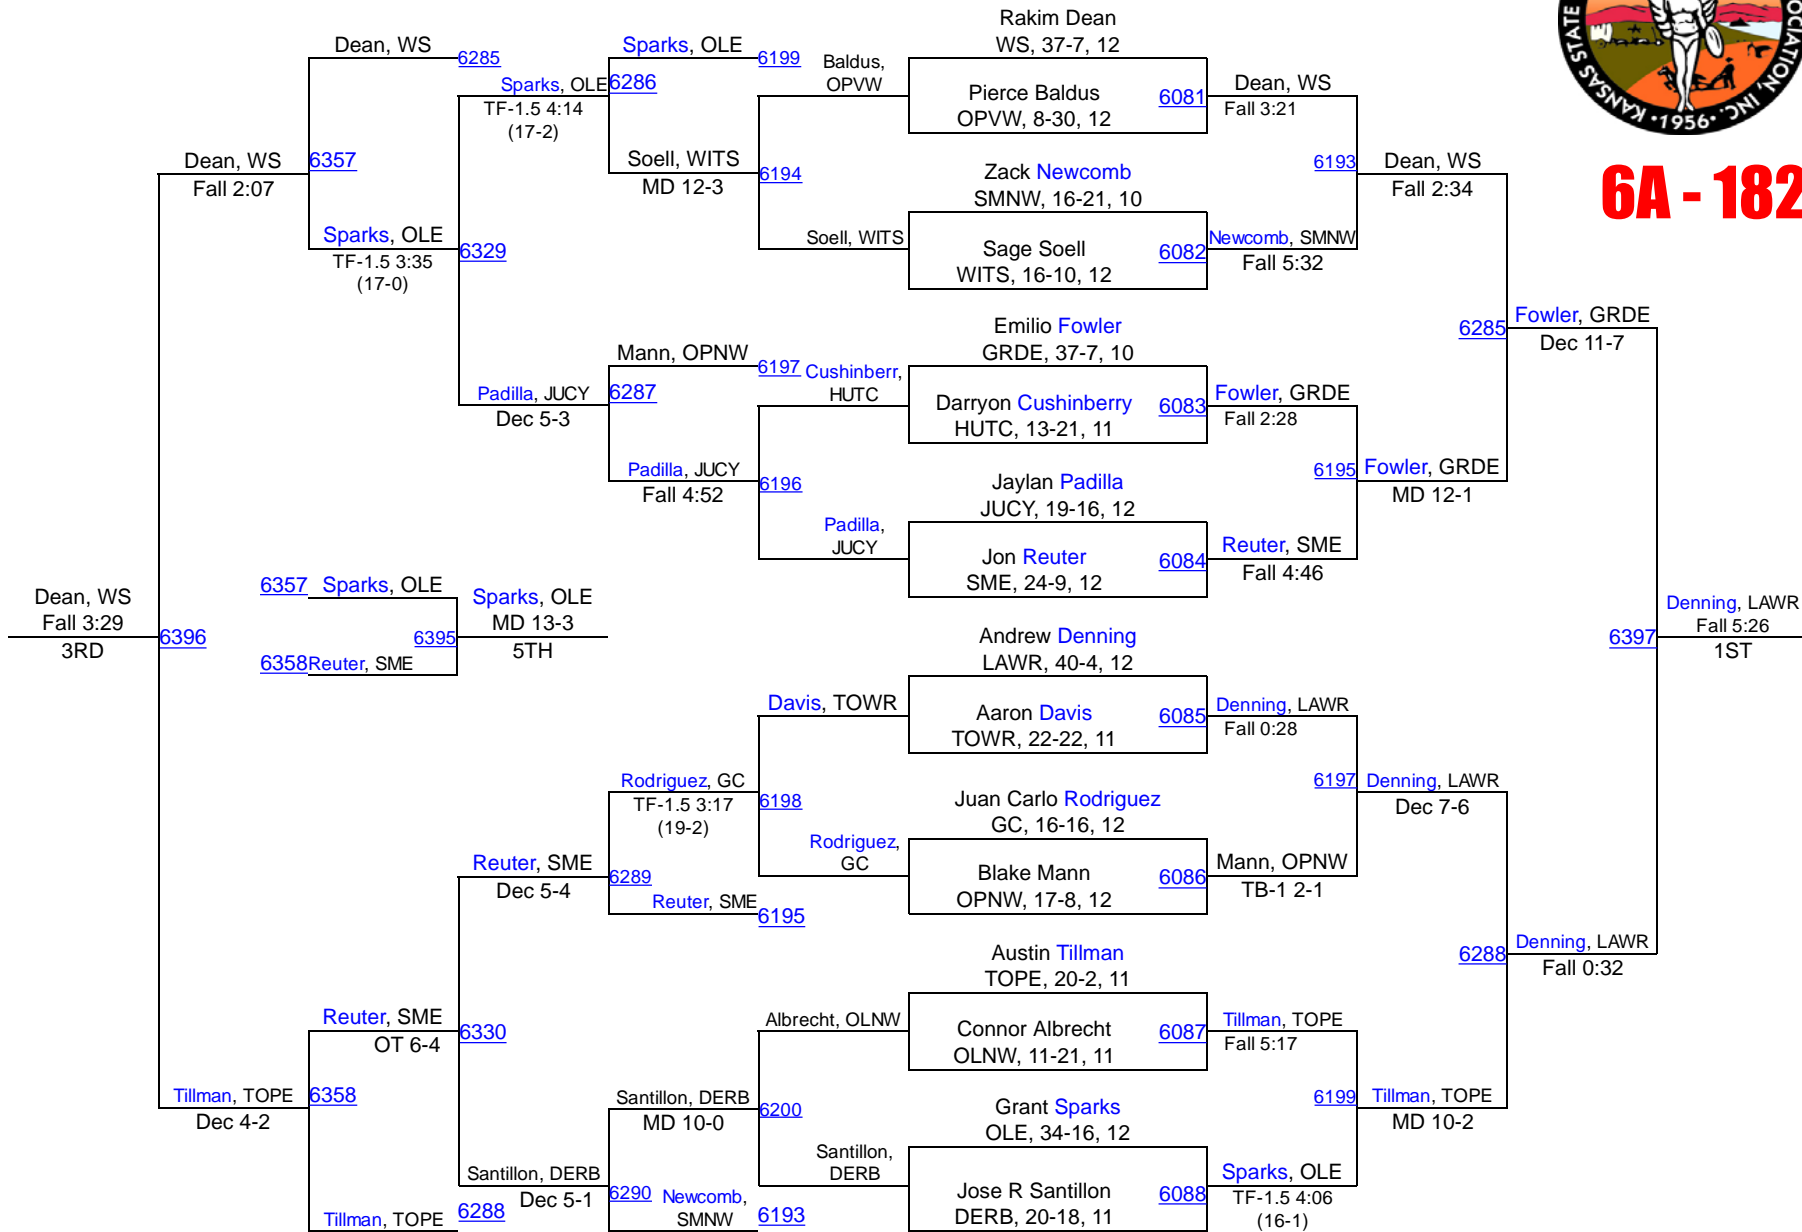 KANSAS STATE
OCIATION, INC.
•1956•
6A - 182
Rakim Dean
WS, 37-7, 12
Pierce Baldus
OPVW, 8-30, 12
6081
Zack Newcomb
SMNW, 16-21, 10
Sage Soell
WITS, 16-10, 12
6082
Emilio Fowler
GRDE, 37-7, 10
Darryon Cushinberry
HUTC, 13-21, 11
6083
Jaylan Padilla
JUCY, 19-16, 12
Jon Reuter
SME, 24-9, 12
6084
Andrew Denning
LAWR, 40-4, 12
Aaron Davis
TOWR, 22-22, 11
6085
Juan Carlo Rodriguez
GC, 16-16, 12
Blake Mann
OPNW, 17-8, 12
6086
Austin Tillman
TOPE, 20-2, 11
Connor Albrecht
OLNW, 11-21, 11
6087
Grant Sparks
OLE, 34-16, 12
Jose R Santillon
DERB, 20-18, 11
6088
Dean, WS
Fall 3:21
6193
Newcomb, SMNW
Fall 5:32
Fowler, GRDE
Fall 2:28
6195
Reuter, SME
Fall 4:46
Denning, LAWR
Fall 0:28
6197
Mann, OPNW
TB-1 2-1
Tillman, TOPE
Fall 5:17
6199
Sparks, OLE
TF-1.5 4:06
(16-1)
Dean, WS
Fall 2:34
6285
Fowler, GRDE
MD 12-1
Denning, LAWR
Dec 7-6
6288
Tillman, TOPE
MD 10-2
Fowler, GRDE
Dec 11-7
6397
Denning, LAWR
Fall 0:32
Denning, LAWR
Fall 5:26
1ST
Baldus,
OPVW
6194
Soell, WITS
Cushinberr,
HUTC
6196
Padilla,
JUCY
Davis, TOWR
6198
Rodriguez,
GC
Albrecht, OLNW
6200
Santillon,
DERB
Sparks, OLE
6199
6286
Soell, WITS
MD 12-3
Mann, OPNW
6197
6287
Padilla, JUCY
Fall 4:52
Rodriguez, GC
TF-1.5 3:17
(19-2)
6289
Reuter, SME
6195
Santillon, DERB
MD 10-0
6290
Newcomb,
SMNW
6193
Sparks, OLE
TF-1.5 4:14
(17-2)
6329
Padilla, JUCY
Dec 5-3
Reuter, SME
Dec 5-4
6330
Santillon, DERB
Dec 5-1
Dean, WS
6285
6357
Sparks, OLE
TF-1.5 3:35
(17-0)
6357
Sparks, OLE
6395
6358
Reuter, SME
Sparks, OLE
MD 13-3
5TH
Reuter, SME
OT 6-4
6358
Tillman, TOPE
6288
Dean, WS
Fall 2:07
6396
Tillman, TOPE
Dec 4-2
Dean, WS
Fall 3:29
3RD